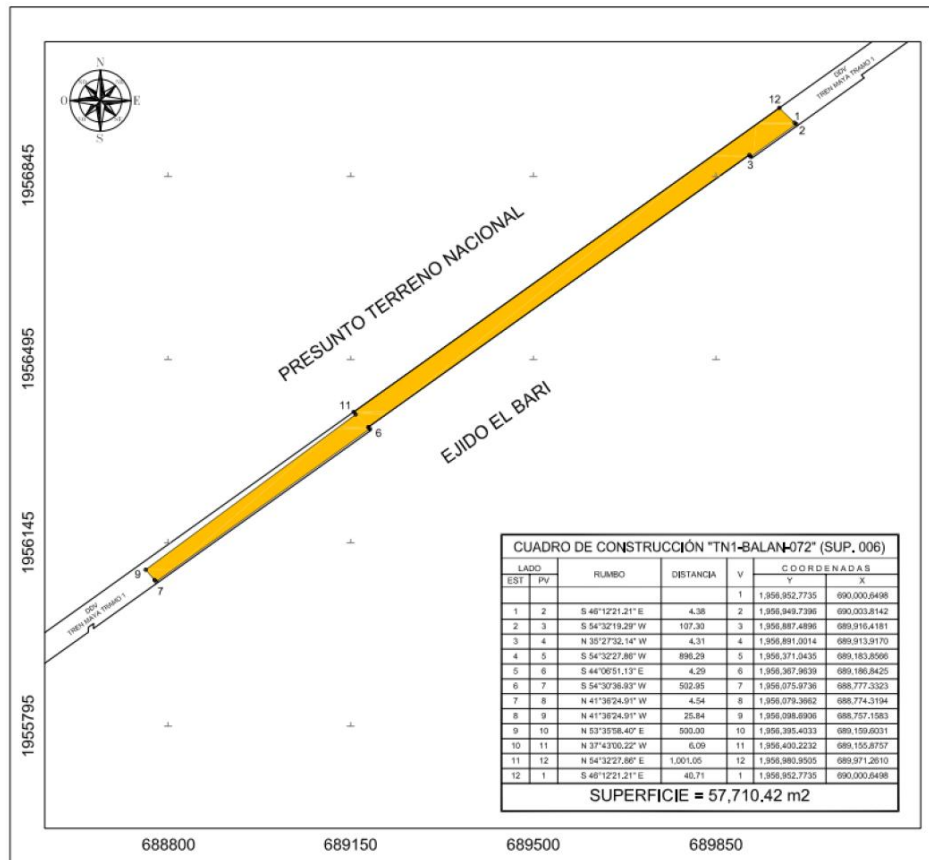 N
O E
S
12
DDV
TREN MAYA TRAMO 1
1
2
3
1956845
PRESUNTO TERRENO NACIONAL
1956495
11
6
EJIDO EL BARI
1956145
9
7
DDV
TREN MAYA TRAMO 1
1955795
CUADRO DE CONSTRUCCIÓN "TN1-BALAN-072" (SUP. 006)
LADO RUMBO DISTANCIA V COORDENADAS
EST PV Y X
1 1,956,952.7735 690,000.6498
1 2 S 46°12'21.21" E 4.38 2 1,956,949.7396 690,003.8142
2 3 S 54°32'19.29" W 107.30 3 1,956,887.4896 689,916.4181
3 4 N 35°27'32.14" W 4.31 4 1,956,891.0014 689,913.9170
4 5 S 54°32'27.86" W 896.29 5 1,956,371.0435 689,183.8566
5 6 S 44°06'51.13" E 4.29 6 1,956,367.9639 689,186.8425
6 7 S 54°30'36.93" W 502.95 7 1,956,075.9736 688,777.3323
7 8 N 41°36'24.91" W 4.54 8 1,956,079.3662 688,774.3194
8 9 N 41°36'24.91" W 25.84 9 1,956,098.6906 688,757.1583
9 10 N 53°35'58.40" E 500.00 10 1,956,395.4033 689,159.6031
10 11 N 37°43'00.22" W 6.09 11 1,956,400.2232 689,155.8757
11 12 N 54°32'27.86" E 1,001.05 12 1,956,980.9505 689,971.2610
12 1 S 46°12'21.21" E 40.71 1 1,956,952.7735 690,000.6498
SUPERFICIE = 57,710.42 m2
688800 689150 689500 689850